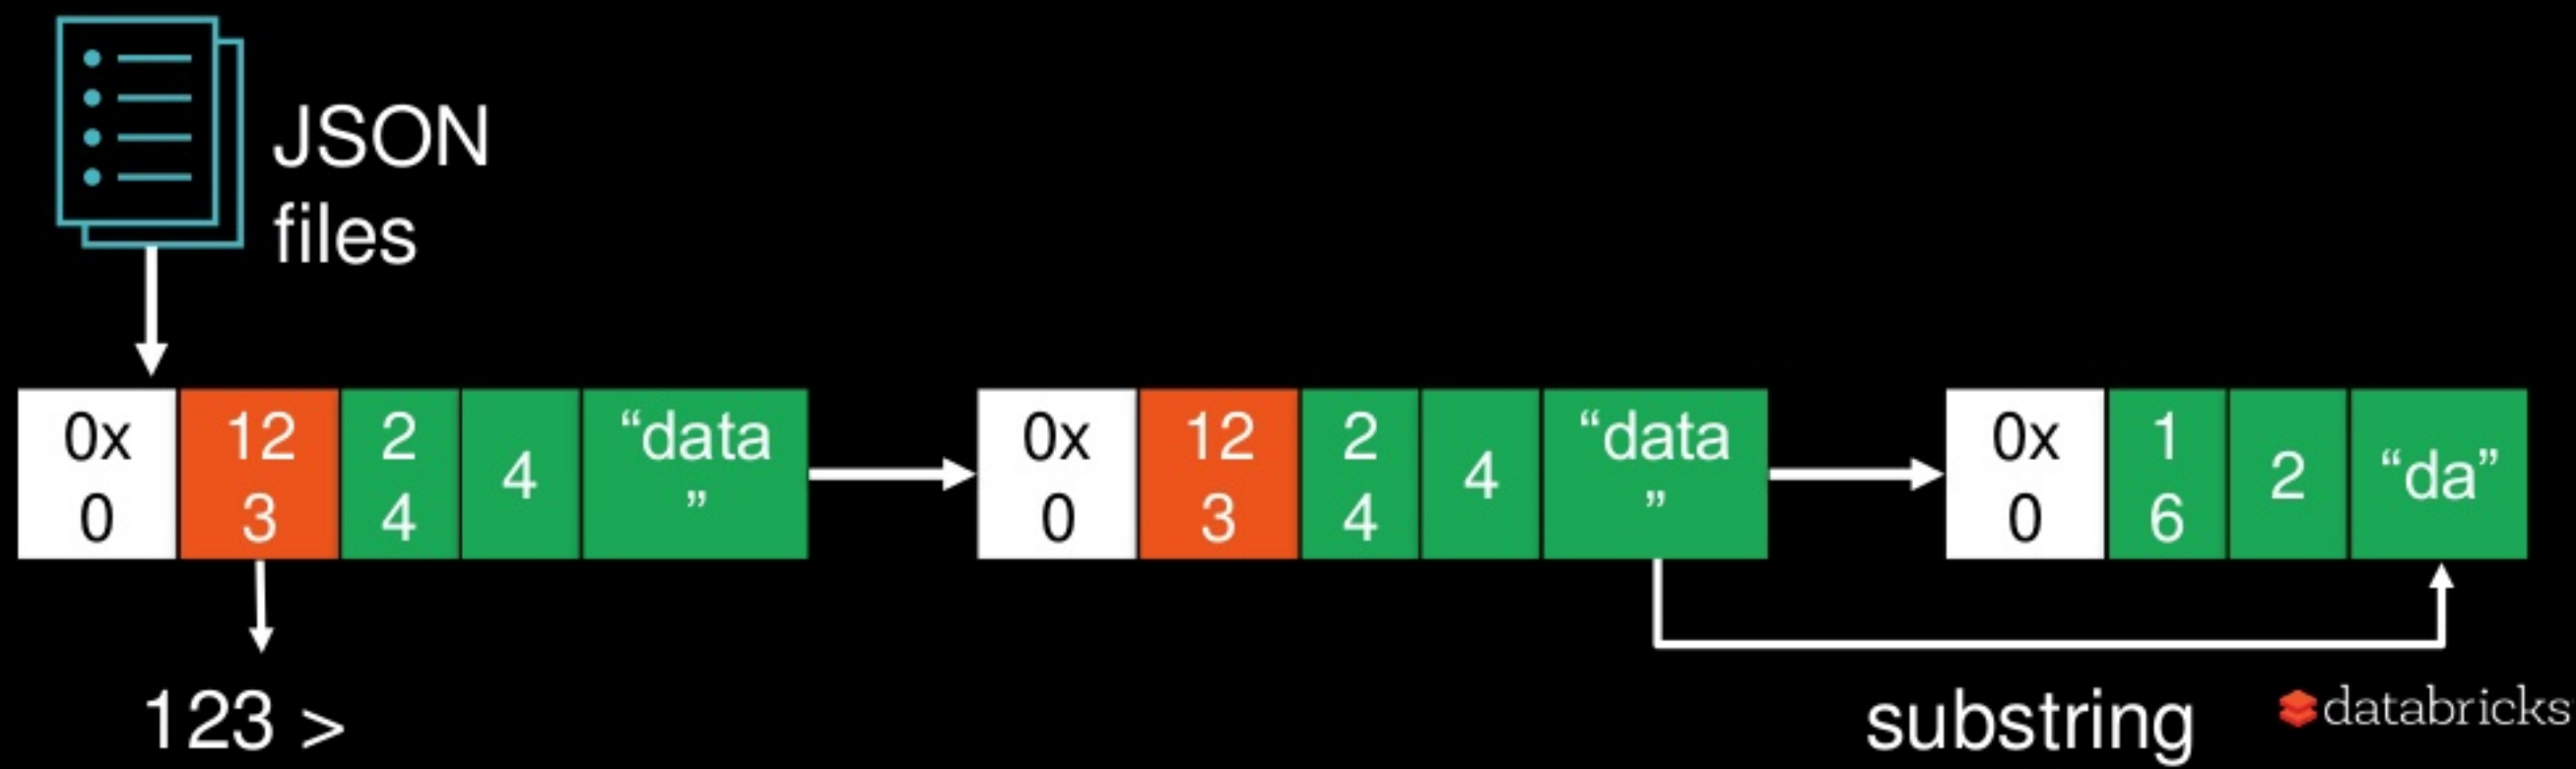 JSON
files
0x
0
12
3
2
4
4
“data
”
0x
0
12
3
2
4
4
“data
”
0x
0
1
6
2
“da”
123 >
substring
databricks